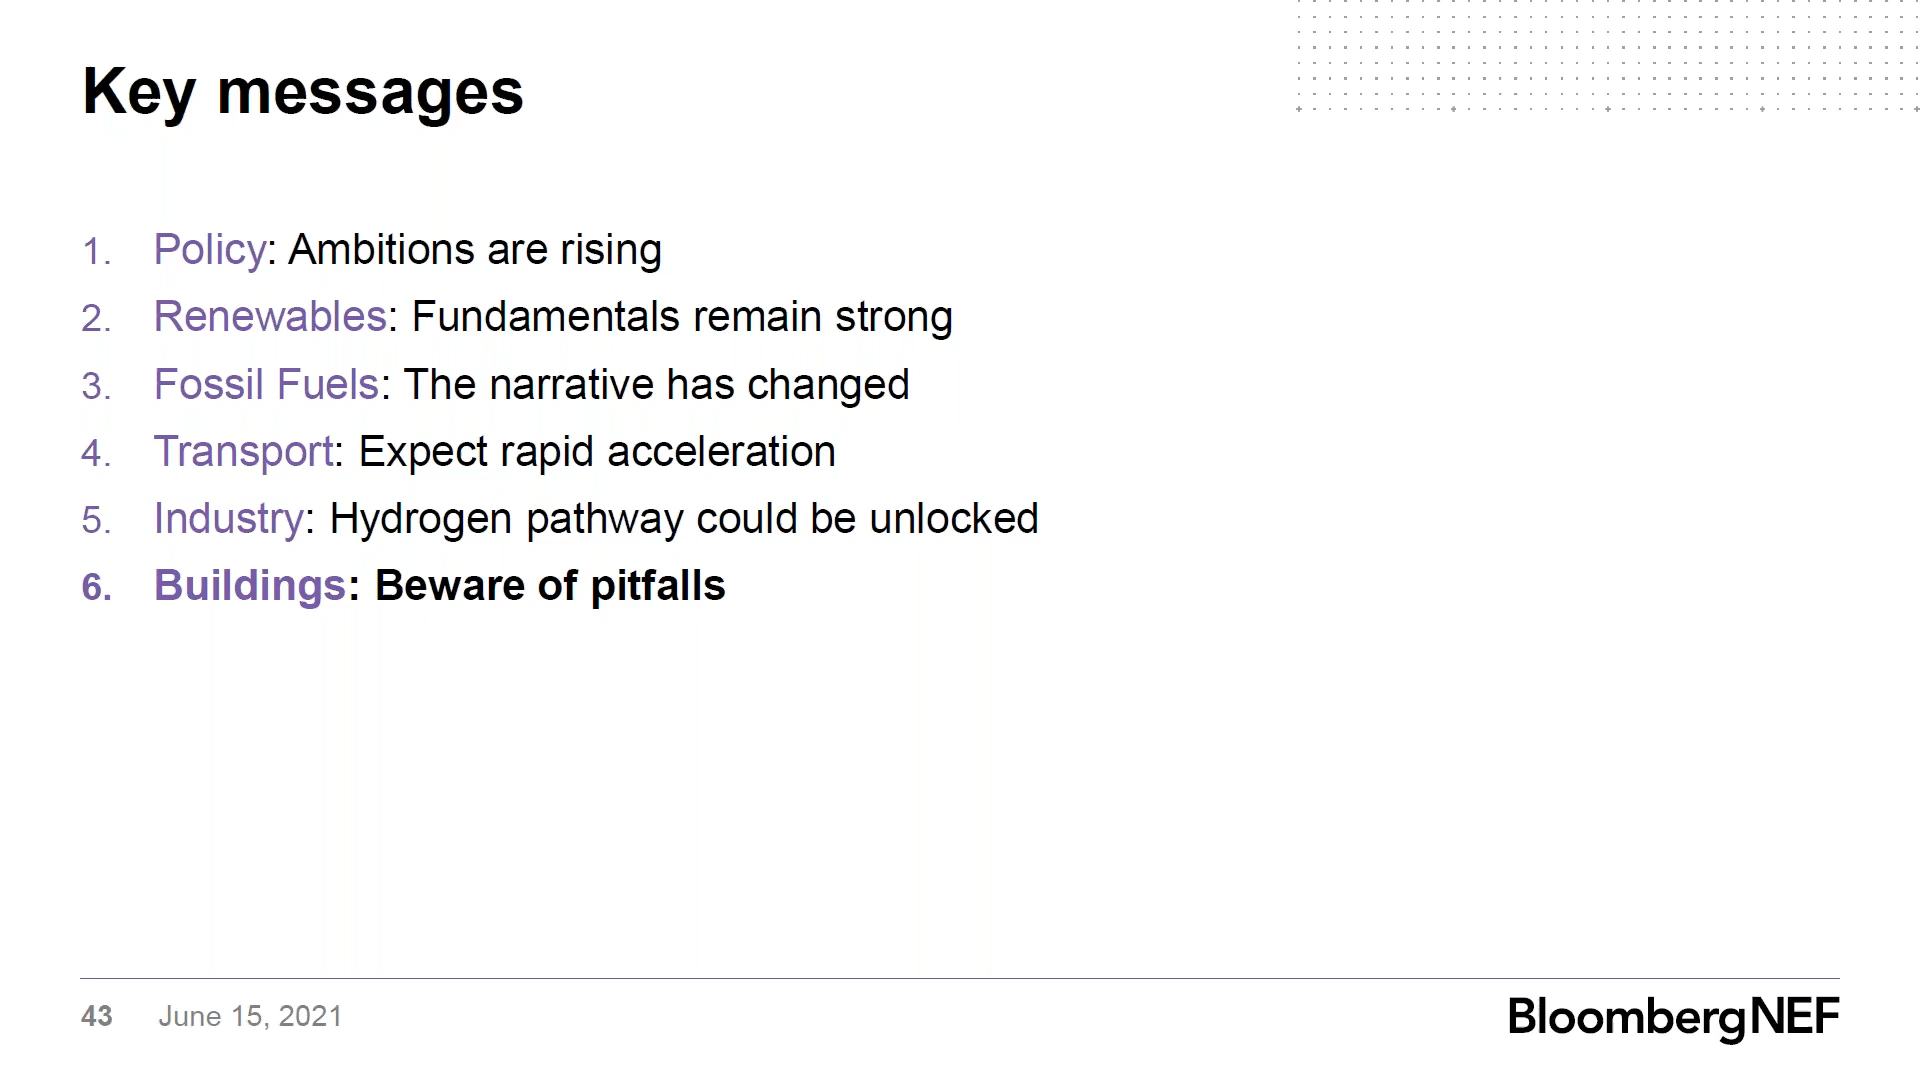 Key messages
1. Policy: Ambitions are rising
2. Renewables: Fundamentals remain strong
3. Fossil Fuels: The narrative has changed
4. Transport: Expect rapid acceleration
5. Industry: Hydrogen pathway could be unlocked
6. Buildings: Beware of pitfalls
43 June 15, 2021
BloombergNEF